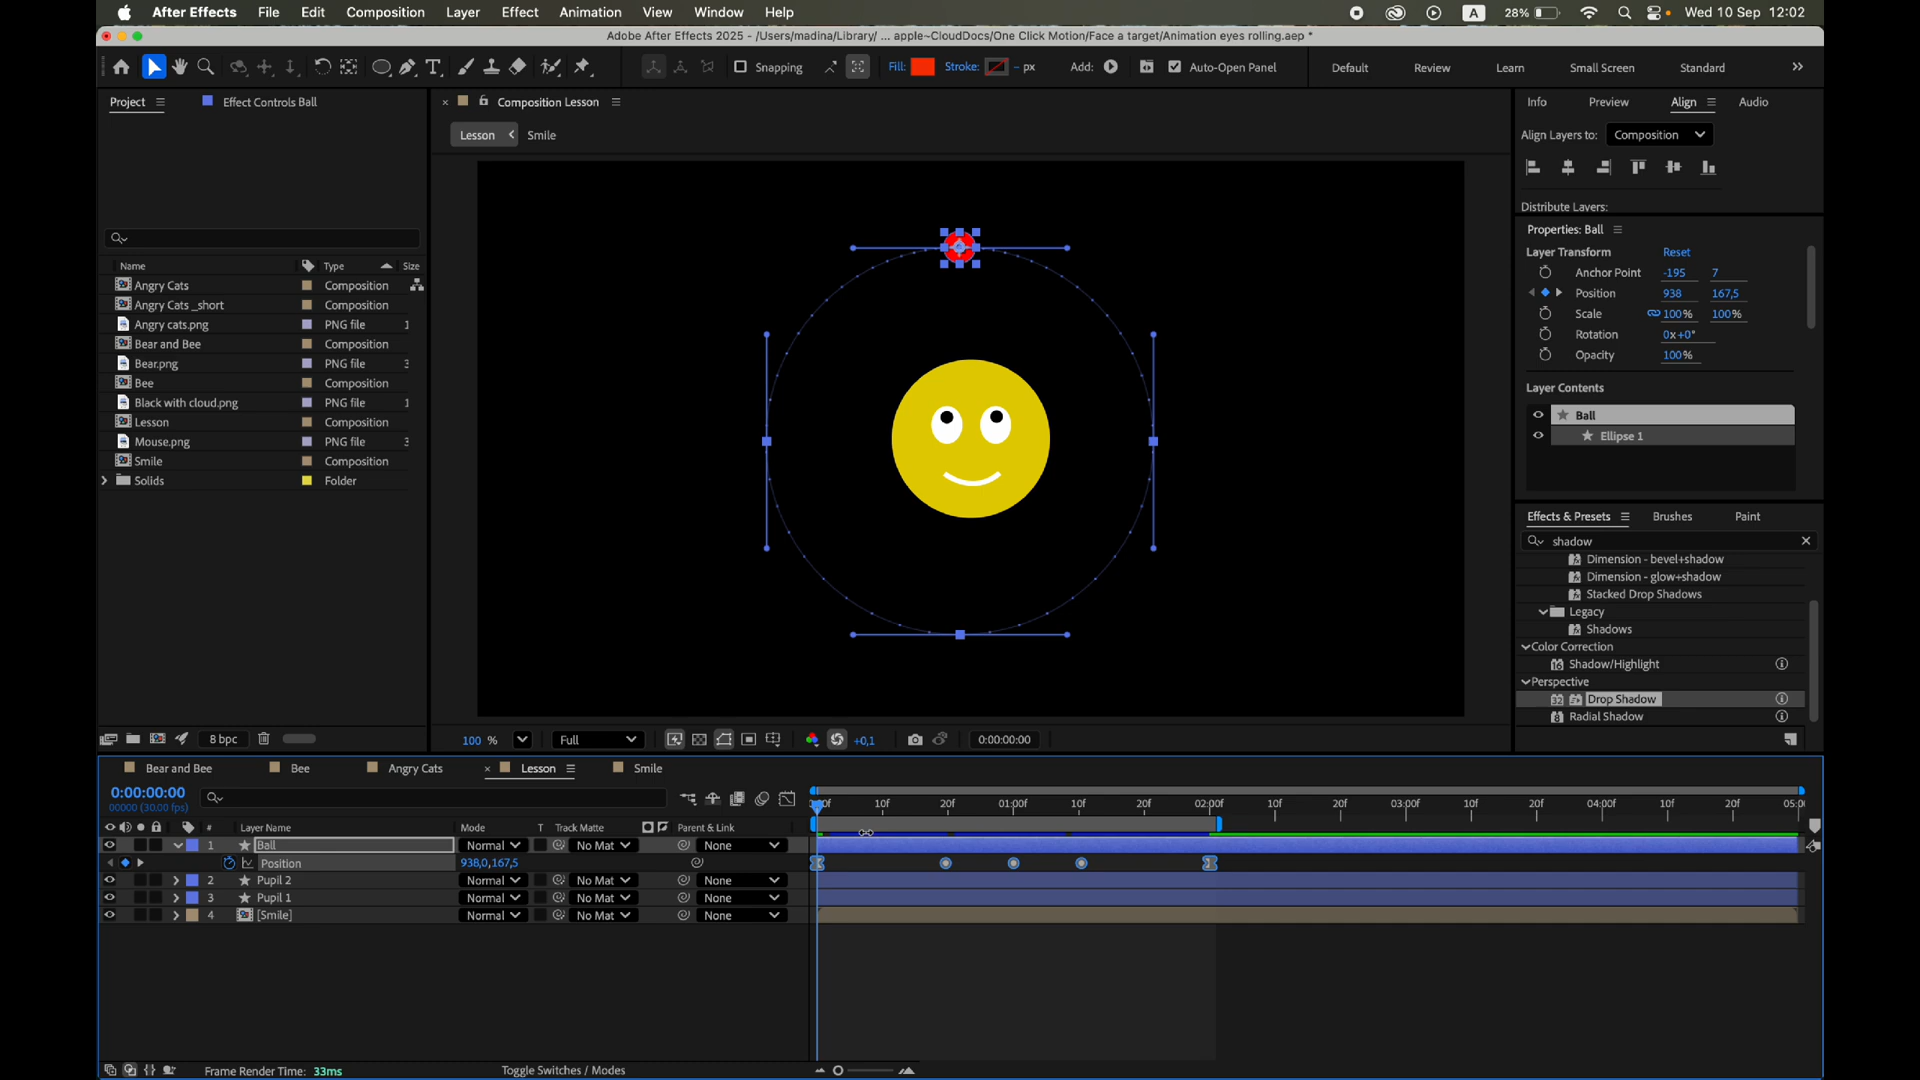 After Effects File Edit Composition Layer Effect Animation View Window Help A 28% Wed 10 Sep 12:02
Adobe After Effects 2025 - /Users/madina/Library/ ... apple~CloudDocs/One Click Motion/Face a target/Animation eyes rolling.aep *
Snapping Fill: Stroke: - px Add: Auto-Open Panel Default Review Learn Small Screen Standard
Project Effect Controls Ball Composition Lesson Info Preview Align Audio
Lesson Smile Align Layers to: Composition
Distribute Layers:
Properties: Ball
Layer Transform Reset
Anchor Point -195 7
Position 938 167,5
Scale 100% 100%
Rotation 0x+0°
Opacity 100%
Layer Contents
Ball
Ellipse 1
Name Type Size
Angry Cats Composition
Angry Cats _short Composition
Angry cats.png PNG file 1
Bear and Bee Composition
Bear.png PNG file 3
Bee Composition
Black with cloud.png PNG file 1
Lesson Composition
Mouse.png PNG file 3
Smile Composition
Solids Folder
Effects & Presets Brushes Paint
shadow
Dimension - bevel+shadow
Dimension - glow+shadow
Stacked Drop Shadows
Legacy
Shadows
Color Correction
Shadow/Highlight
Perspective
Drop Shadow
Radial Shadow
8 bpc 100 % Full +0,1 0:00:00:00
Bear and Bee Bee Angry Cats Lesson Smile
0:00:00:00
00000 (30.00 fps)
10f 20f 01:00f 10f 20f 02:00f 10f 20f 03:00f 10f 20f 04:00f 10f 20f 05:0
# Layer Name Mode T Track Matte Parent & Link
1 Ball Normal No Mat None
Position 938,0,167,5
2 Pupil 2 Normal No Mat None
3 Pupil 1 Normal No Mat None
4 [Smile] Normal No Mat None
Frame Render Time: 33ms Toggle Switches / Modes